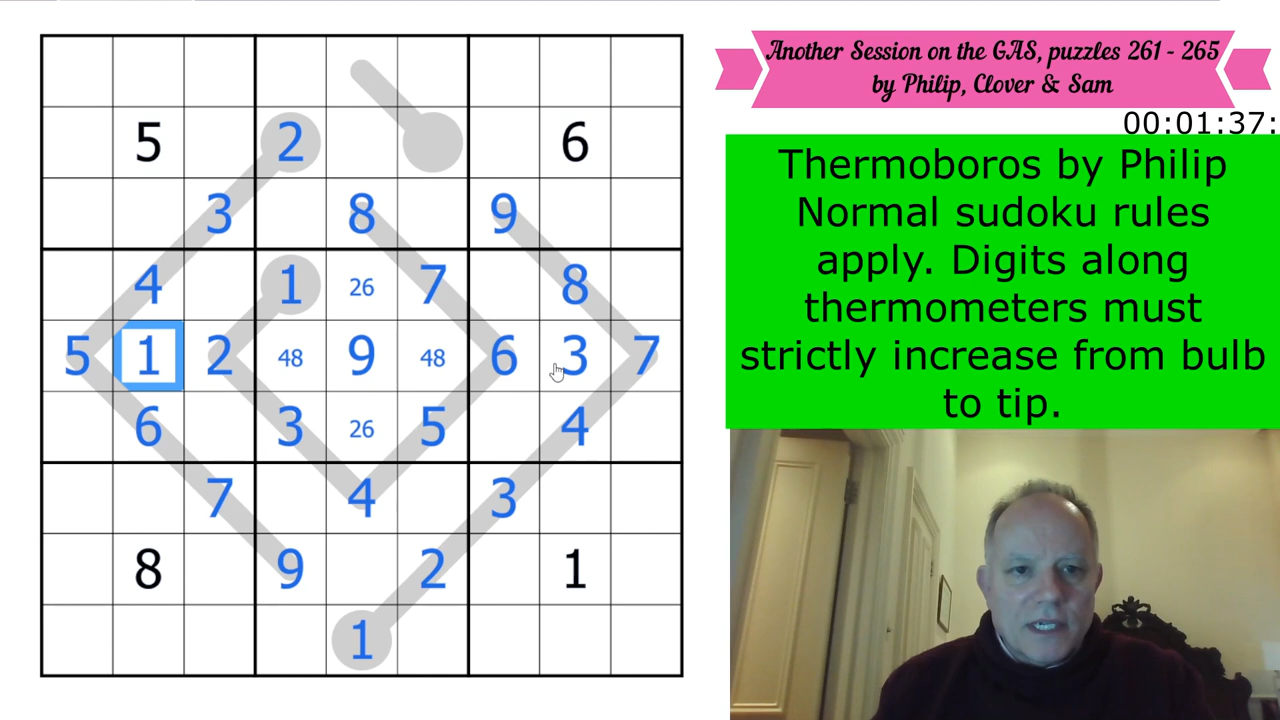 Another Session on the GAS, puzzles 261 - 265
by Philip, Clover & Sam
00:01:37:
Thermoboros by Philip
Normal sudoku rules
apply. Digits along
thermometers must
strictly increase from bulb
to tip.
5 2 6
3 8 9
4 1 26 7 8
5 1 2 48 9 48 6 3 7
6 3 26 5 4
7 4 3
8 9 2 1
1